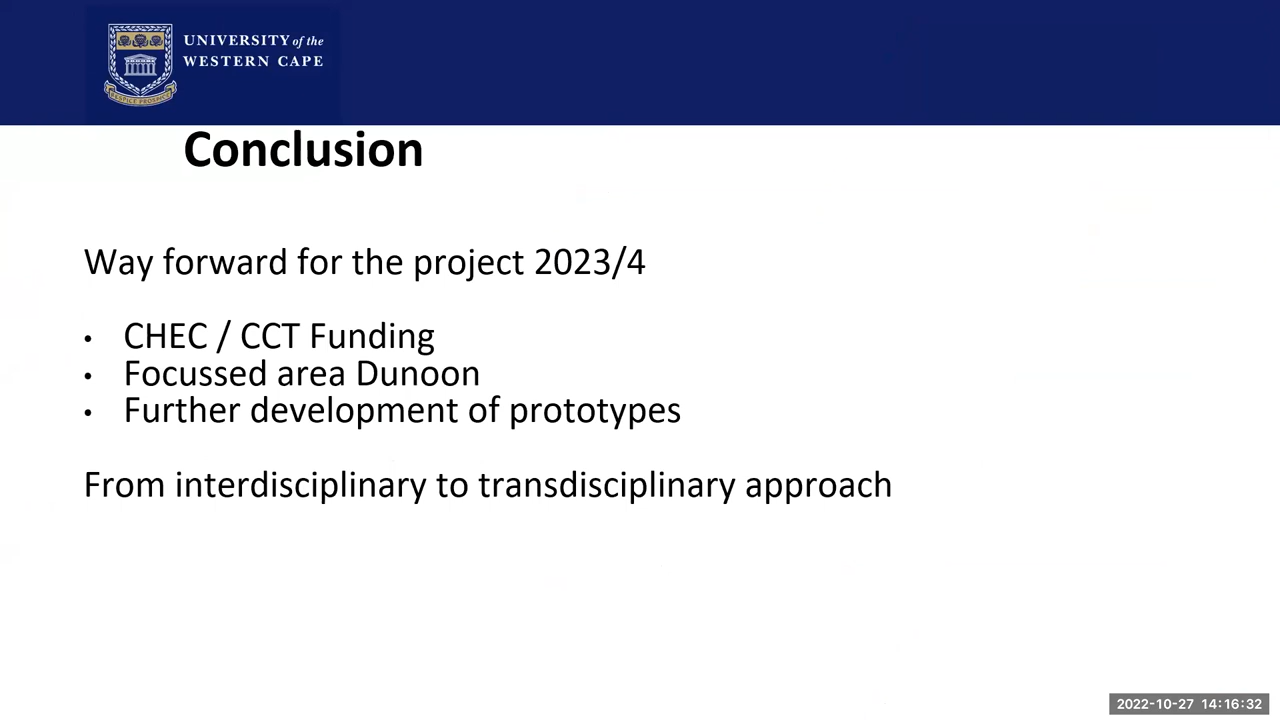 UNIVERSITY of the
WESTERN CAPE
Conclusion
Way forward for the project 2023/4
• CHEC / CCT Funding
• Focussed area Dunoon
• Further development of prototypes
From interdisciplinary to transdisciplinary approach
2022-10-27 14:16:32